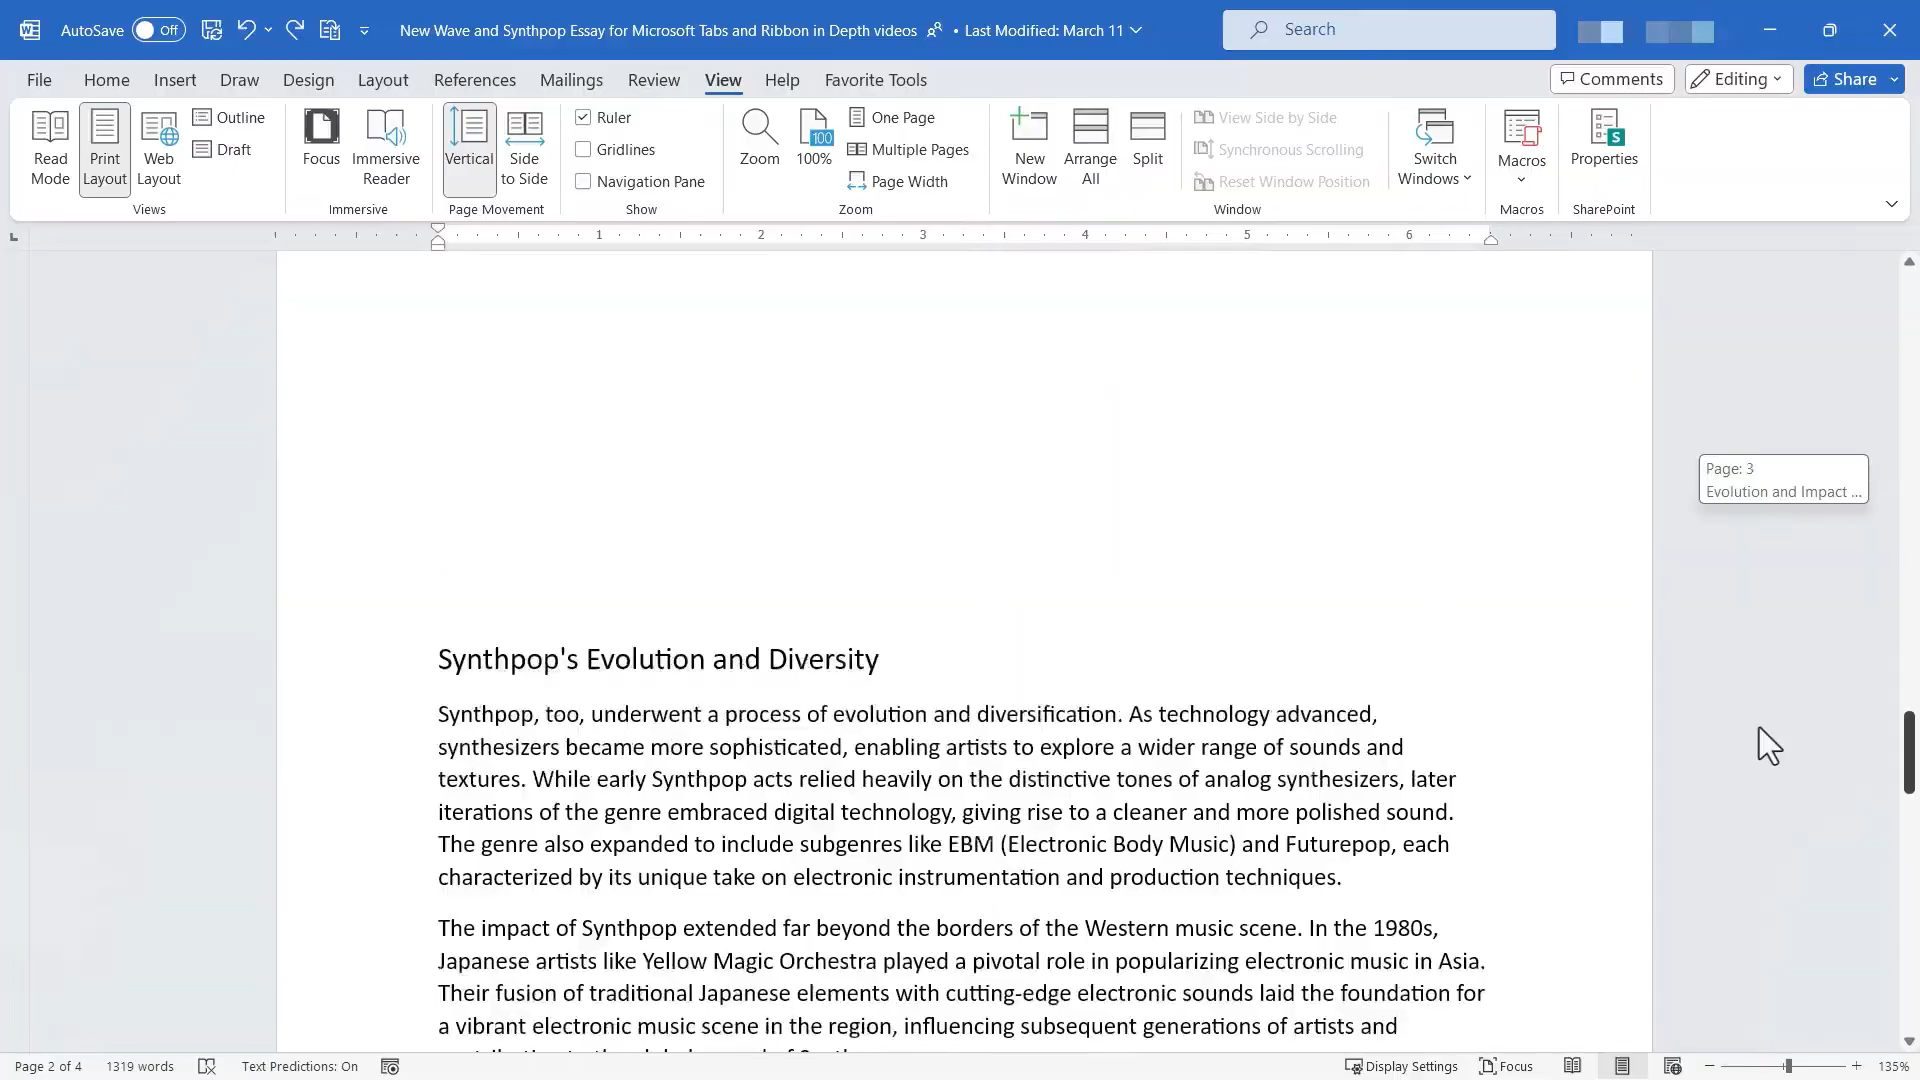 AutoSave Off New Wave and Synthpop Essay for Microsoft Tabs and Ribbon in Depth videos • Last Modified: March 11 Search
File Home Insert Draw Design Layout References Mailings Review View Help Favorite Tools Comments Editing Share
Read Mode
Print Layout
Web Layout
Outline
Draft
Views
Focus
Immersive Reader
Immersive
Vertical
Side to Side
Page Movement
Ruler
Gridlines
Navigation Pane
Show
Zoom
100
100%
One Page
Multiple Pages
Page Width
Zoom
New Window
Arrange All
Split
View Side by Side
Synchronous Scrolling
Reset Window Position
Switch Windows
Window
Macros
Macros
S
Properties
SharePoint
1 2 3 4 5 6
Page: 3
Evolution and Impact ...
Synthpop's Evolution and Diversity
Synthpop, too, underwent a process of evolution and diversification. As technology advanced,
synthesizers became more sophisticated, enabling artists to explore a wider range of sounds and
textures. While early Synthpop acts relied heavily on the distinctive tones of analog synthesizers, later
iterations of the genre embraced digital technology, giving rise to a cleaner and more polished sound.
The genre also expanded to include subgenres like EBM (Electronic Body Music) and Futurepop, each
characterized by its unique take on electronic instrumentation and production techniques.
The impact of Synthpop extended far beyond the borders of the Western music scene. In the 1980s,
Japanese artists like Yellow Magic Orchestra played a pivotal role in popularizing electronic music in Asia.
Their fusion of traditional Japanese elements with cutting-edge electronic sounds laid the foundation for
a vibrant electronic music scene in the region, influencing subsequent generations of artists and
Page 2 of 4 1319 words Text Predictions: On Display Settings Focus 135%